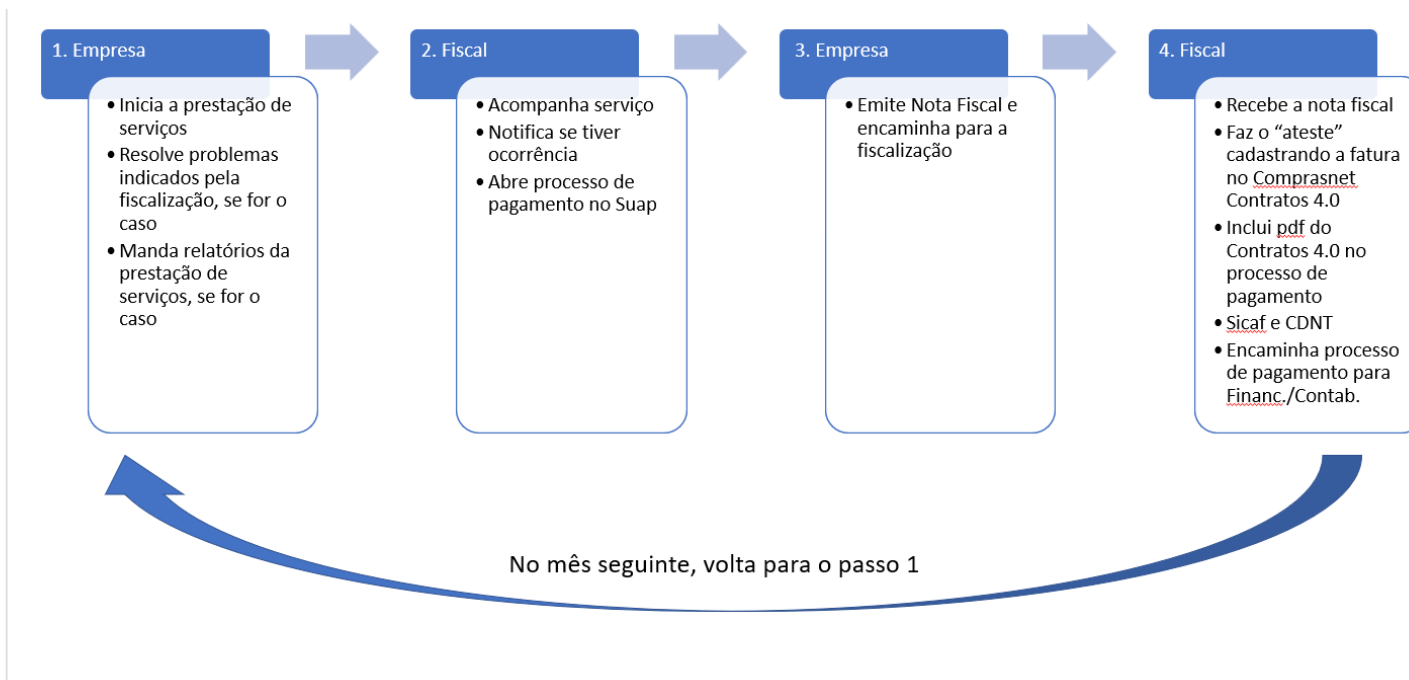 1. Empresa
• Inicia a prestação de
serviços
• Resolve problemas
indicados pela
fiscalização, se for o
caso
• Manda relatórios da
prestação de
serviços, se for o
caso
2. Fiscal
• Acompanha serviço
• Notifica se tiver
ocorrência
• Abre processo de
pagamento no Suap
3. Empresa
• Emite Nota Fiscal e
encaminha para a
fiscalização
4. Fiscal
• Recebe a nota fiscal
• Faz o “ateste”
cadastrando a fatura
no Comprasnet
Contratos 4.0
• Inclui pdf do
Contratos 4.0 no
processo de
pagamento
• Sicaf e CDNT
• Encaminha processo
de pagamento para
Financ./Contab.
No mês seguinte, volta para o passo 1